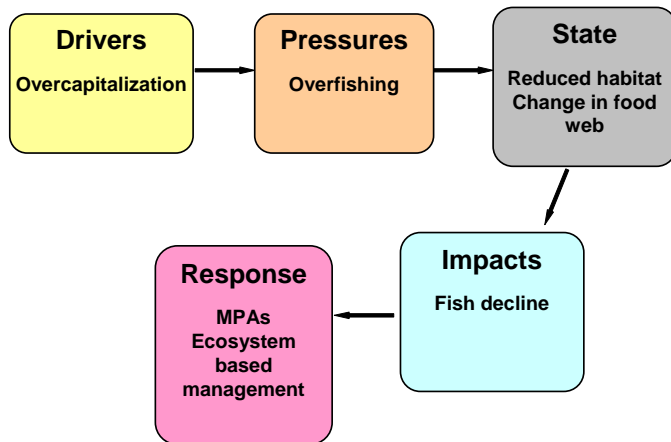 Drivers
Overcapitalization
Pressures
Overfishing
State
Reduced habitat
Change in food
web
Impacts
Fish decline
Response
MPAs
Ecosystem
based
management